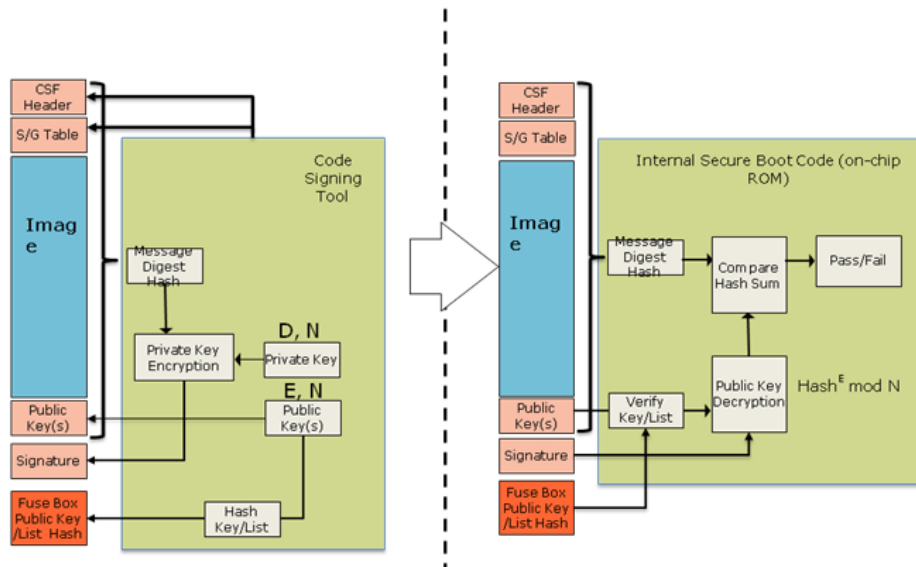 CSF
Header
S/G Table
Imag
e
Public
Key(s)
Signature
Fuse Box
Public Key
/List Hash
Code
Signing
Tool
Message
Digest
Hash
Private Key
Encryption
D, N
Private Key
E, N
Public
Key(s)
Hash
Key/List
CSF
Header
S/G Table
Imag
e
Public
Key(s)
Signature
Fuse Box
Public Key
/List Hash
Internal Secure Boot Code (on-chip
ROM)
Message
Digest
Hash
Compare
Hash Sum
Pass/Fail
Verify
Key/List
Public Key
Decryption
Hash^E mod N